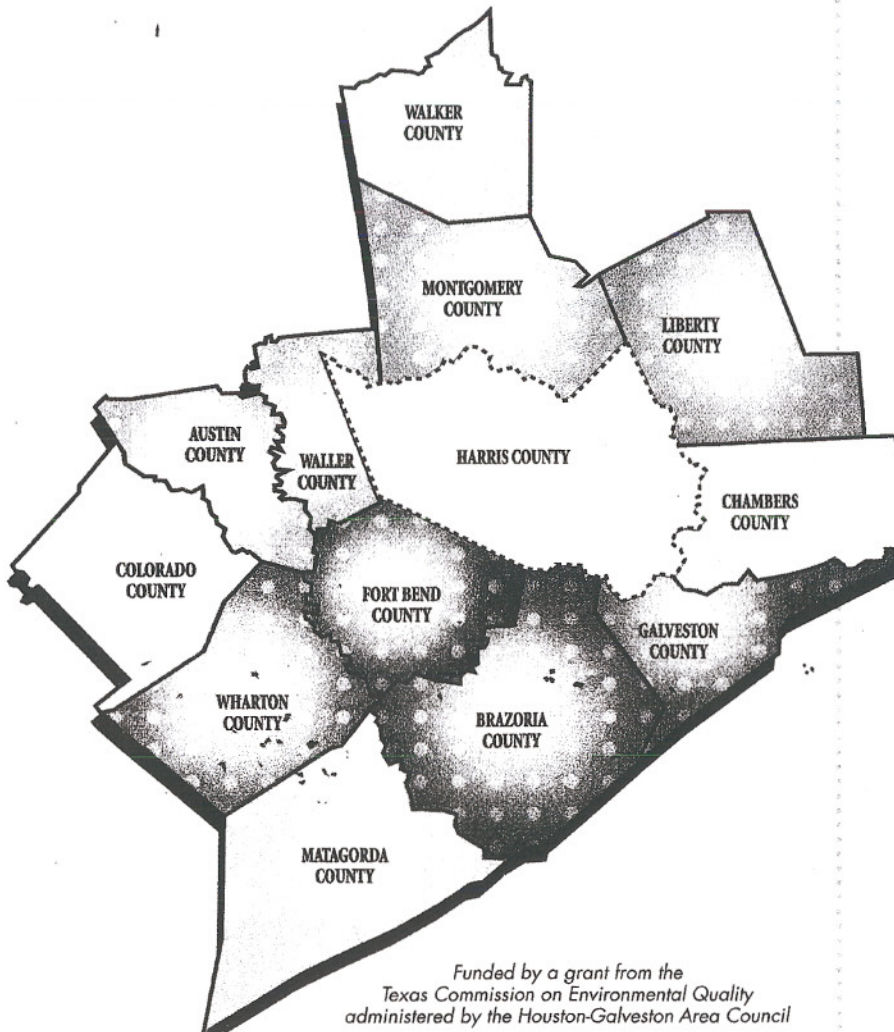 WALKER
COUNTY
MONTGOMERY
COUNTY
LIBERTY
COUNTY
AUSTIN
COUNTY
WALLER
COUNTY
HARRIS COUNTY
CHAMBERS
COUNTY
COLORADO
COUNTY
FORT BEND
COUNTY
GALVESTON
COUNTY
WHARTON
COUNTY
BRAZORIA
COUNTY
MATAGORDA
COUNTY
Funded by a grant from the
Texas Commission on Environmental Quality
administered by the Houston-Galveston Area Council